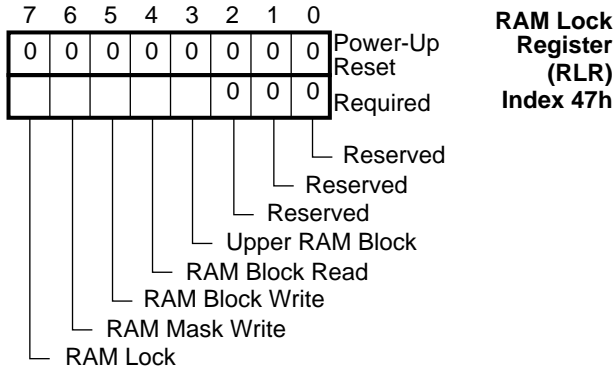 7 6 5 4 3 2 1 0
0 0 0 0 0 0 0 0
Power-Up
Reset
0 0 0
Required
RAM Lock
Register
(RLR)
Index 47h
Reserved
Reserved
Reserved
Upper RAM Block
RAM Block Read
RAM Block Write
RAM Mask Write
RAM Lock